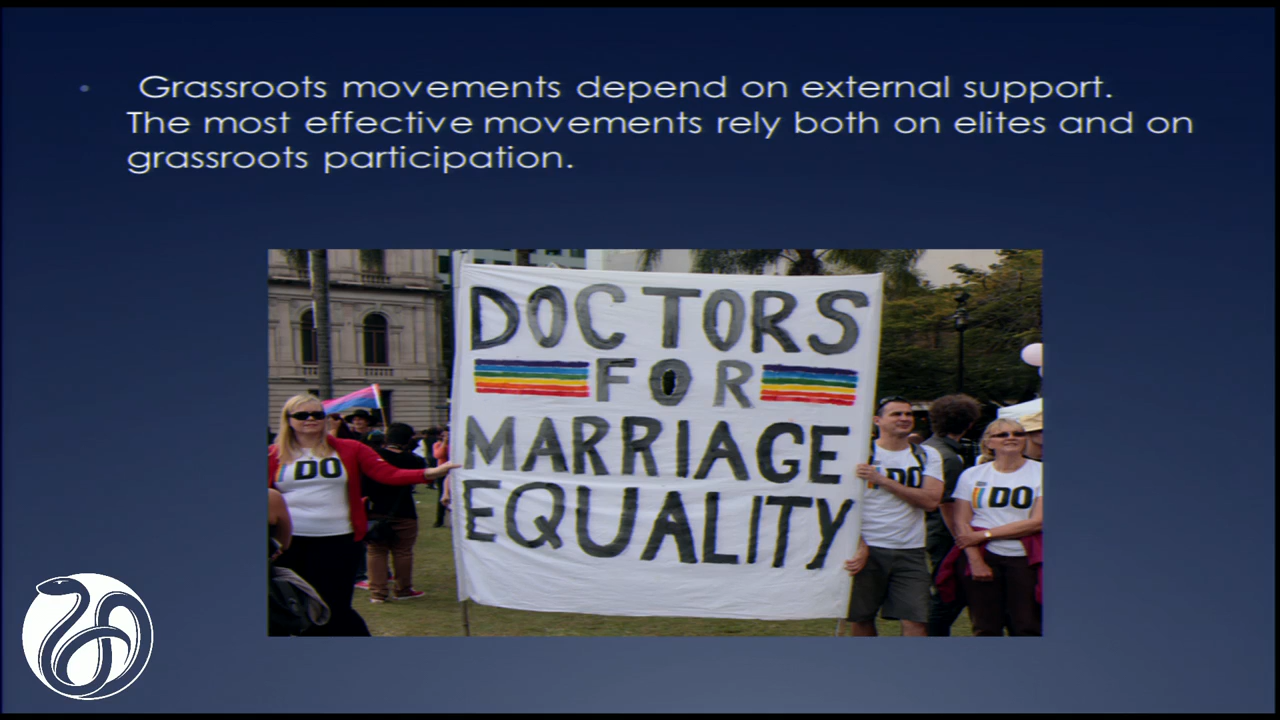 • Grassroots movements depend on external support.
The most effective movements rely both on elites and on
grassroots participation.
DOCTORS
FOR
MARRIAGE
EQUALITY
I DO
I DO
I DO